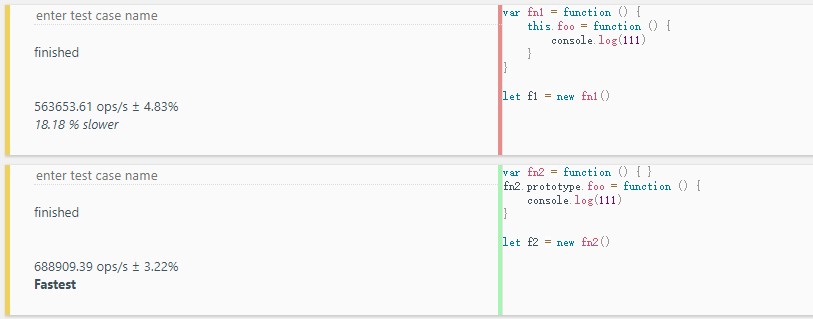 enter test case name
finished
563653.61 ops/s ± 4.83%
18.18 % slower
var fn1 = function () {
    this.foo = function () {
        console.log(111)
    }
}
let f1 = new fn1()
enter test case name
finished
688909.39 ops/s ± 3.22%
Fastest
var fn2 = function () { }
fn2.prototype.foo = function () {
    console.log(111)
}
let f2 = new fn2()